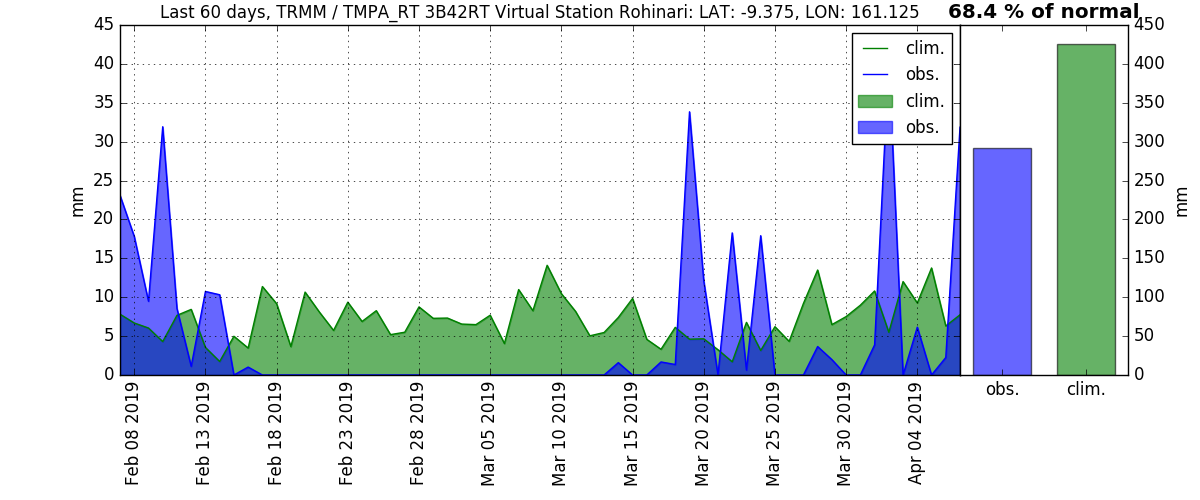 Last 60 days, TRMM / TMPA_RT 3B42RT Virtual Station Rohinari: LAT: -9.375, LON: 161.125
68.4 % of normal
45
40
35
30
25
20
15
10
5
0
mm
clim.
obs.
clim.
obs.
Feb 08 2019
Feb 13 2019
Feb 18 2019
Feb 23 2019
Feb 28 2019
Mar 05 2019
Mar 10 2019
Mar 15 2019
Mar 20 2019
Mar 25 2019
Mar 30 2019
Apr 04 2019
450
400
350
300
250
200
150
100
50
0
mm
obs.
clim.